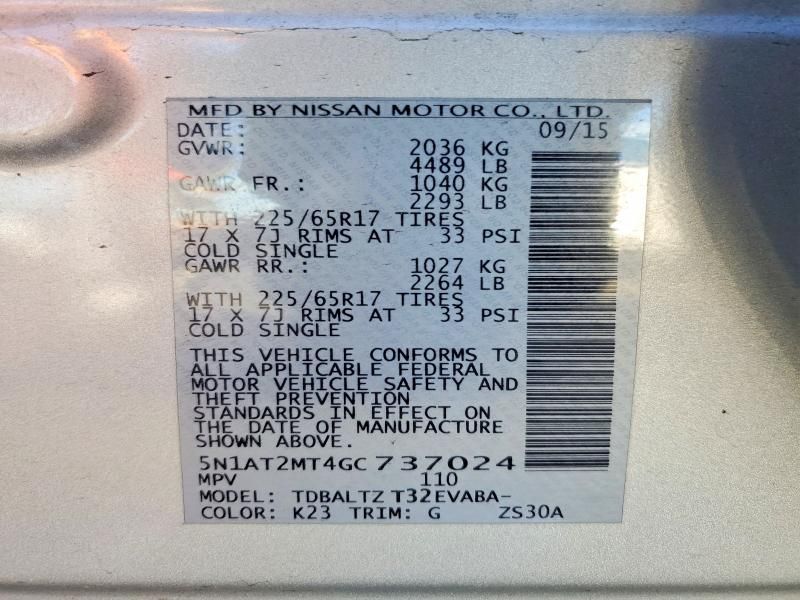 MFD BY NISSAN MOTOR CO., LTD.
DATE: 09/15
GVWR: 2036 KG
4489 LB
GAWR FR.: 1040 KG
2293 LB
WITH 225/65R17 TIRES
17 X 7J RIMS AT 33 PSI
COLD SINGLE
GAWR RR.: 1027 KG
2264 LB
WITH 225/65R17 TIRES
17 X 7J RIMS AT 33 PSI
COLD SINGLE
THIS VEHICLE CONFORMS TO
ALL APPLICABLE FEDERAL
MOTOR VEHICLE SAFETY AND
THEFT PREVENTION
STANDARDS IN EFFECT ON
THE DATE OF MANUFACTURE
SHOWN ABOVE.
5N1AT2MT4GC737024
MPV 110
MODEL: TDBALTZ T32EVABA-
COLOR: K23 TRIM: G ZS30A